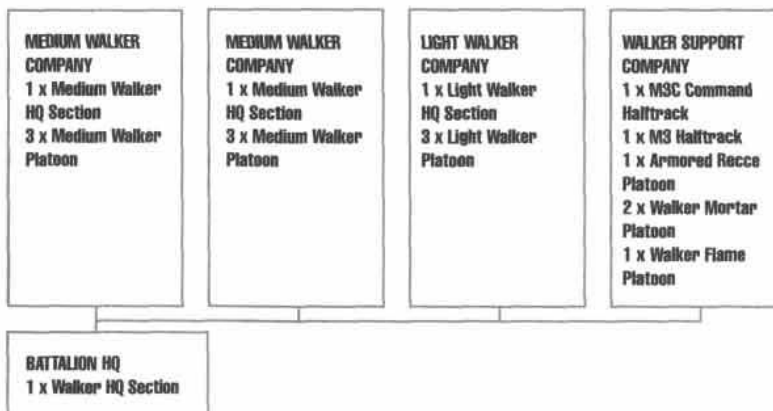 MEDIUM WALKER
COMPANY
1 x Medium Walker
HQ Section
3 x Medium Walker
Platoon
MEDIUM WALKER
COMPANY
1 x Medium Walker
HQ Section
3 x Medium Walker
Platoon
LIGHT WALKER
COMPANY
1 x Light Walker
HQ Section
3 x Light Walker
Platoon
WALKER SUPPORT
COMPANY
1 x M3C Command
Halftrack
1 x M3 Halftrack
1 x Armored Recce
Platoon
2 x Walker Mortar
Platoon
1 x Walker Flame
Platoon
BATTALION HQ
1 x Walker HQ Section